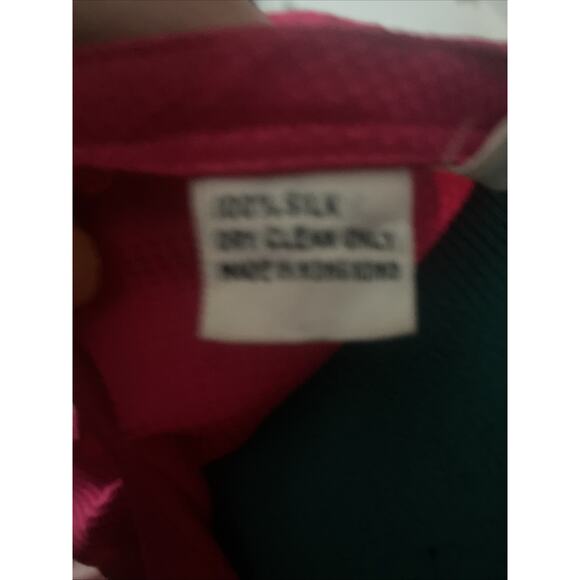 100% SILK
DRY CLEAN ONLY
MADE IN HONG KONG